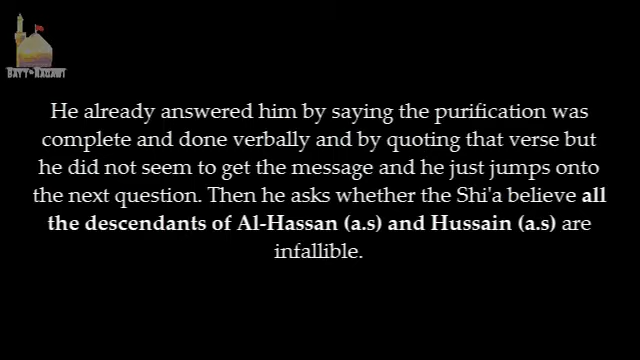 BAYT RAQAWI
He already answered him by saying the purification was
complete and done verbally and by quoting that verse but
he did not seem to get the message and he just jumps onto
the next question. Then he asks whether the Shi'a believe all
the descendants of Al-Hassan (a.s) and Hussain (a.s) are
infallible.